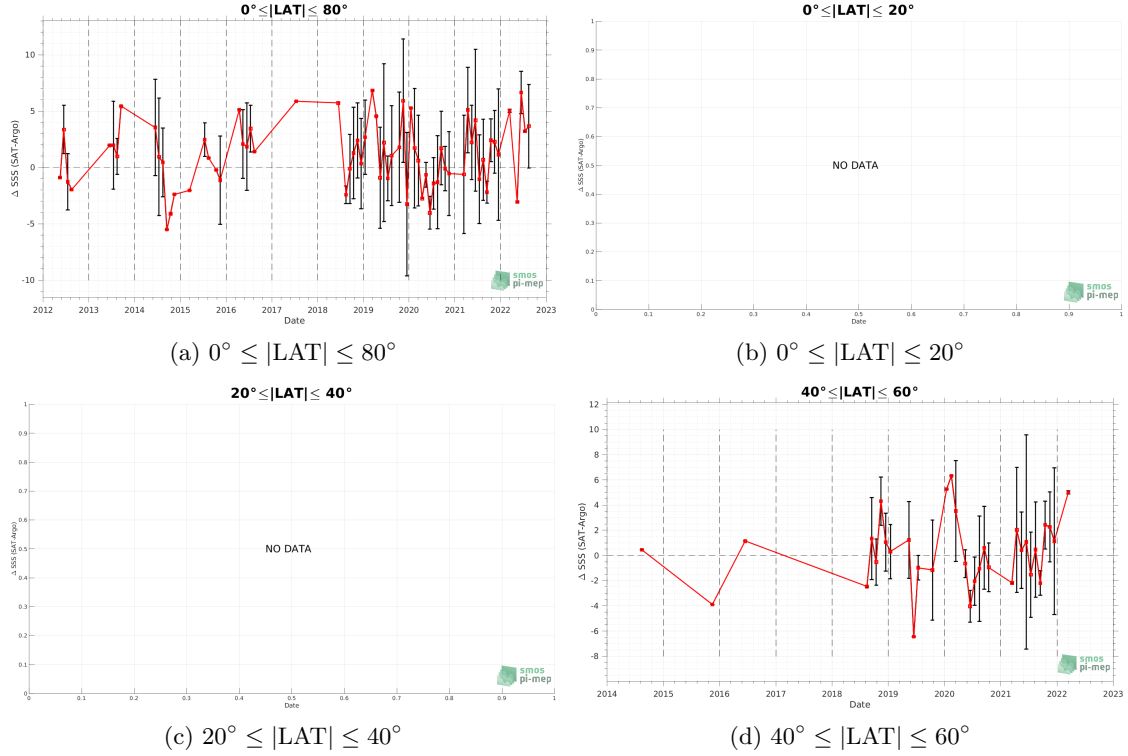 0°≤|LAT|≤ 80°
Δ SSS (SAT-Argo)
10
5
0
-5
-10
2012 2013 2014 2015 2016 2017 2018 2019 2020 2021 2022 2023
Date
smos
pi-mep
(a) 0° ≤ |LAT| ≤ 80°
0°≤|LAT|≤ 20°
Δ SSS (SAT-Argo)
1
0.9
0.8
0.7
0.6
0.5
0.4
0.3
0.2
0.1
0
NO DATA
0 0.1 0.2 0.3 0.4 0.5 0.6 0.7 0.8 0.9 1
Date
smos
pi-mep
(b) 0° ≤ |LAT| ≤ 20°
20°≤|LAT|≤ 40°
Δ SSS (SAT-Argo)
1
0.9
0.8
0.7
0.6
0.5
0.4
0.3
0.2
0.1
0
NO DATA
0 0.1 0.2 0.3 0.4 0.5 0.6 0.7 0.8 0.9 1
Date
smos
pi-mep
(c) 20° ≤ |LAT| ≤ 40°
40°≤|LAT|≤ 60°
Δ SSS (SAT-Argo)
12
10
8
6
4
2
0
-2
-4
-6
-8
2014 2015 2016 2017 2018 2019 2020 2021 2022 2023
Date
smos
pi-mep
(d) 40° ≤ |LAT| ≤ 60°